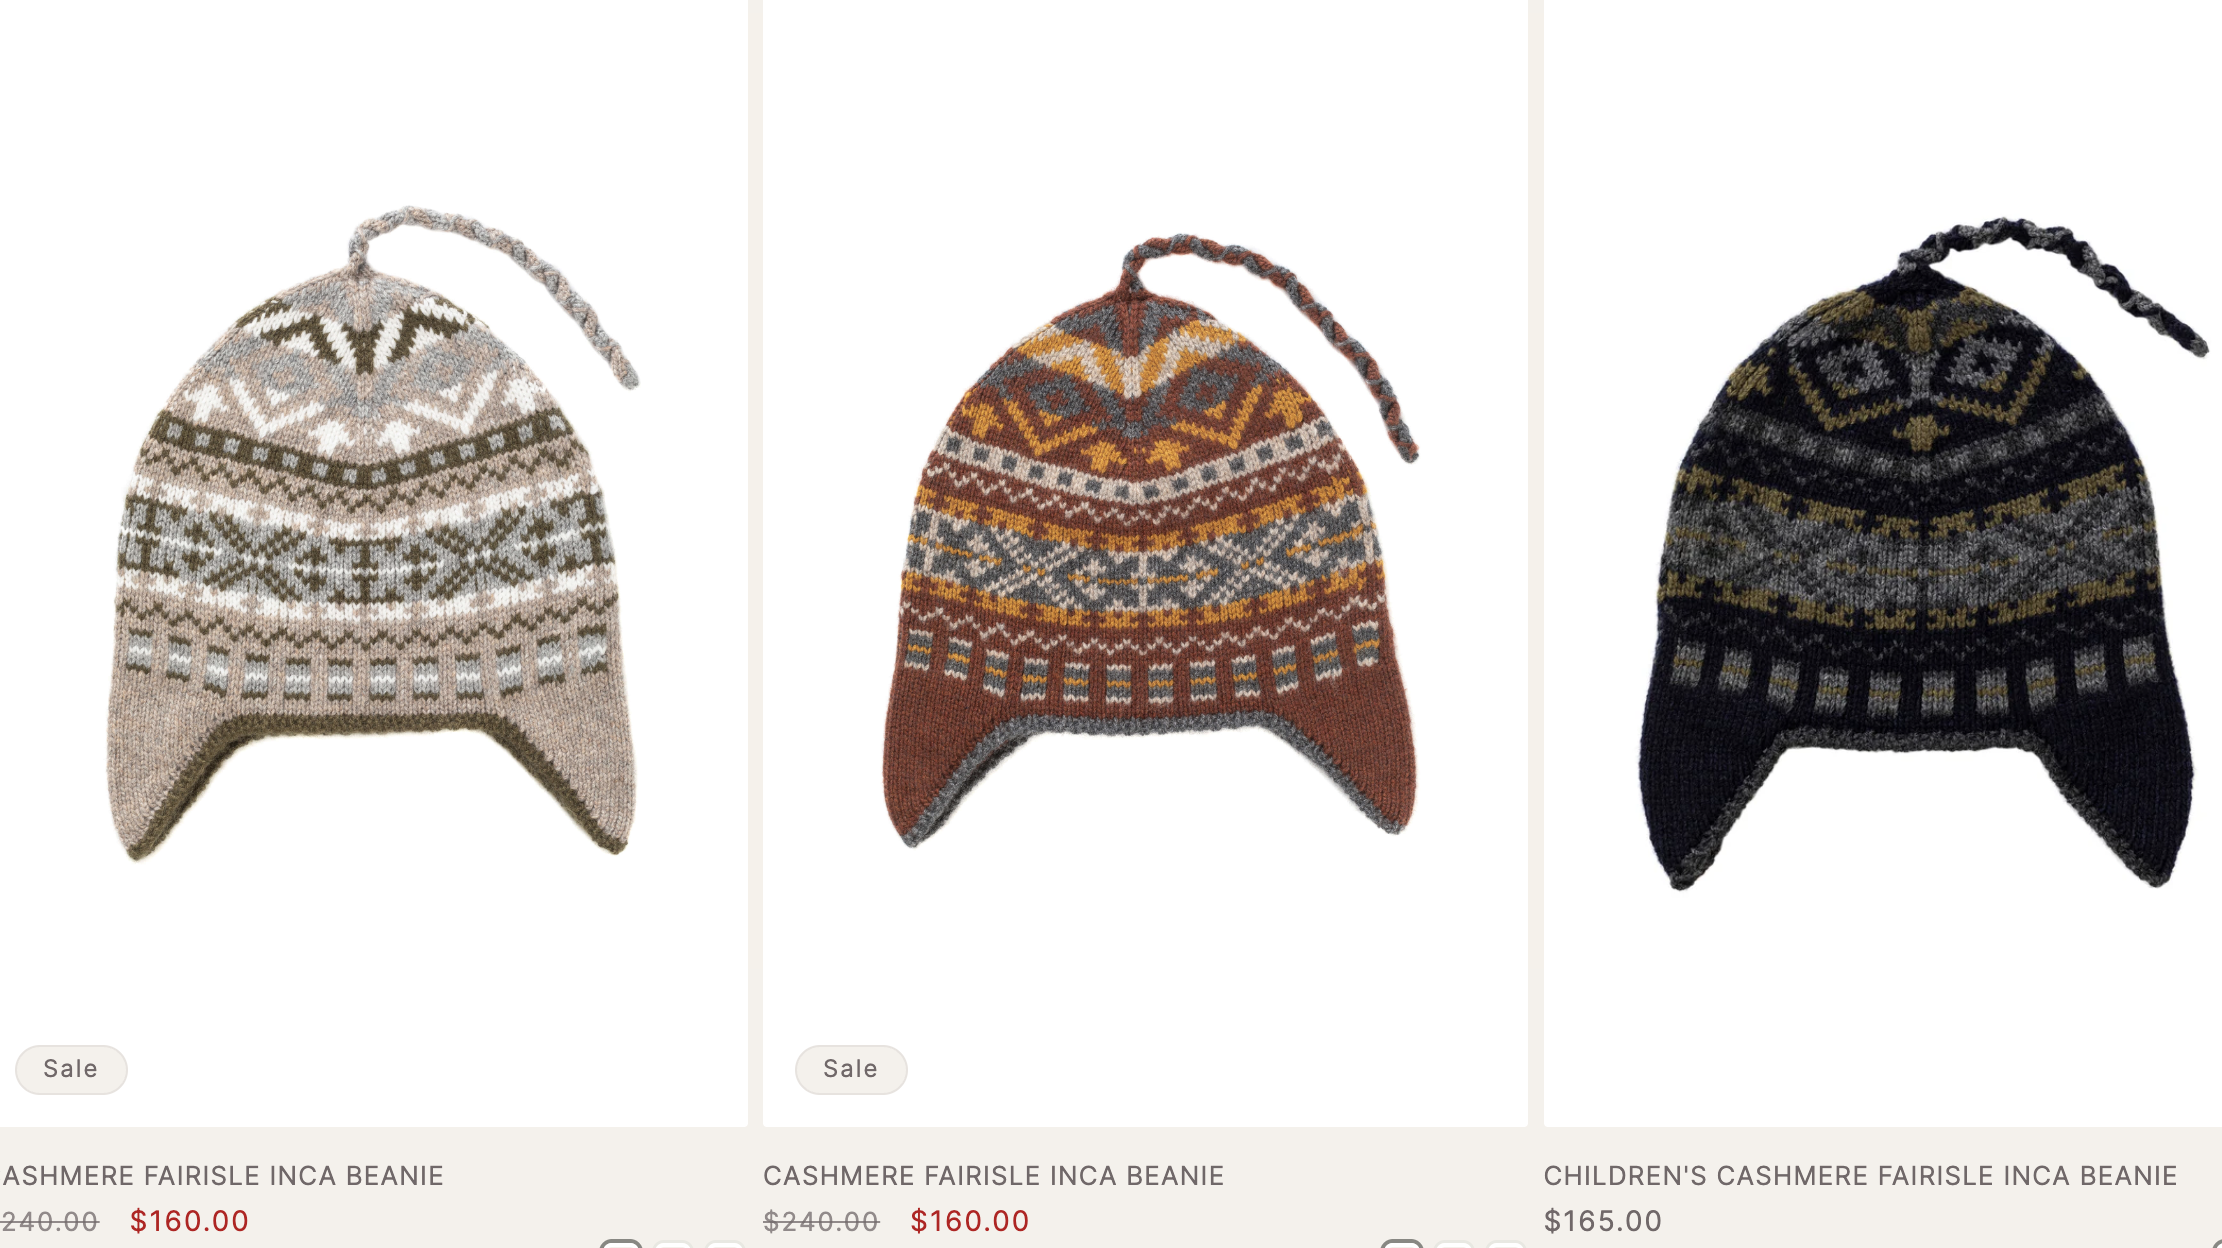 Sale
Sale
ASHMERE FAIRISLE INCA BEANIE
240.00 $160.00
CASHMERE FAIRISLE INCA BEANIE
$240.00 $160.00
CHILDREN'S CASHMERE FAIRISLE INCA BEANIE
$165.00